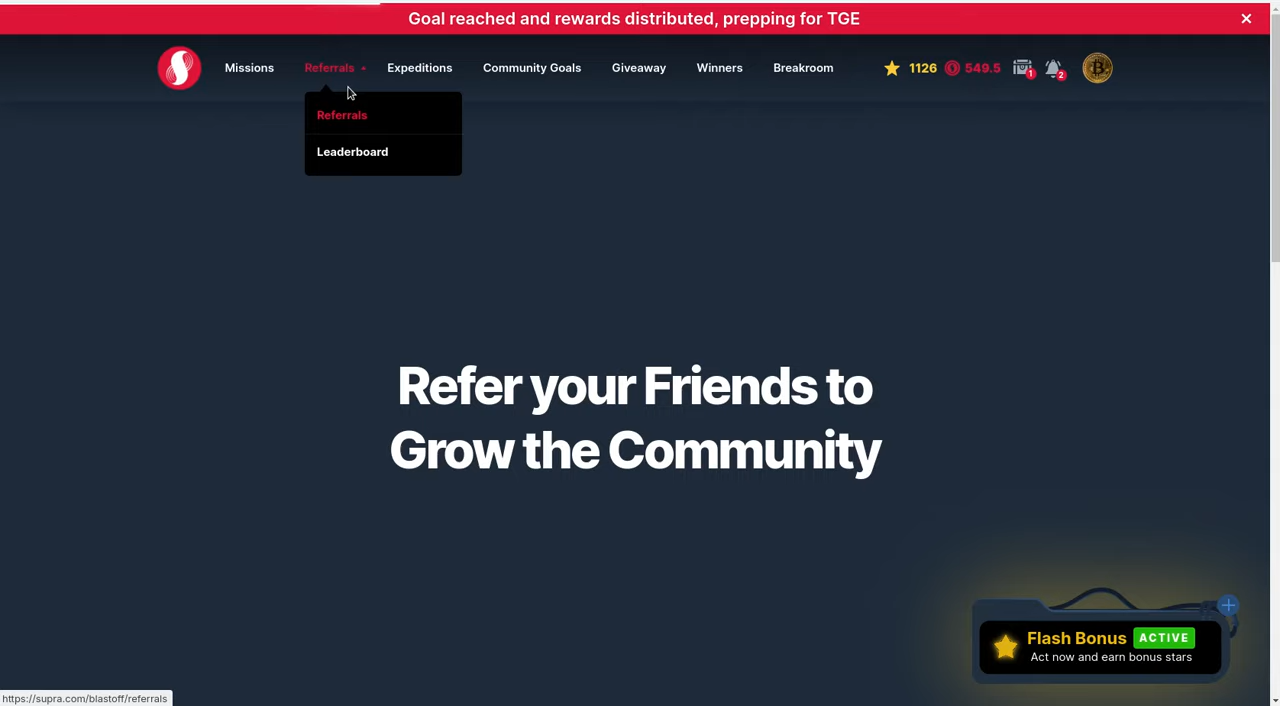 Goal reached and rewards distributed, prepping for TGE
Missions
Referrals
Expeditions
Community Goals
Giveaway
Winners
Breakroom
1126
549.5
1
2
Referrals
Leaderboard
Refer your Friends to
Grow the Community
Flash Bonus ACTIVE
Act now and earn bonus stars
https://supra.com/blastoff/referrals